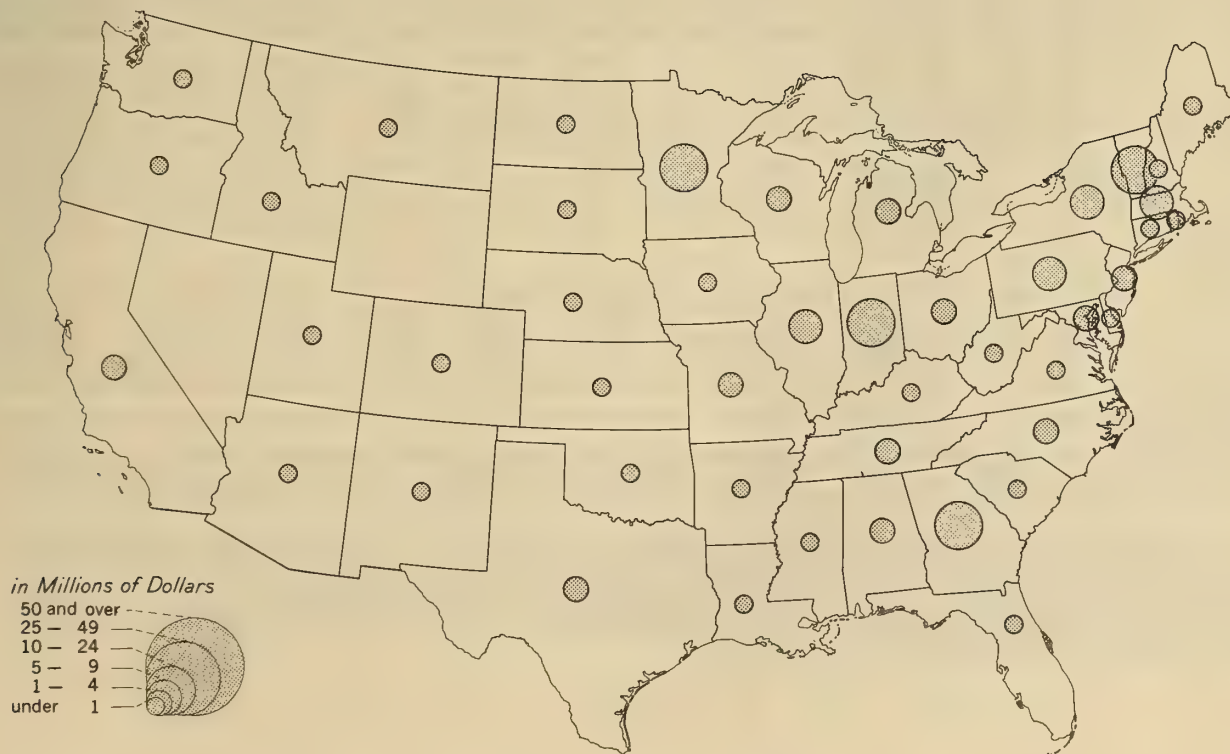 in Millions of Dollars
50 and over
25 – 49
10 – 24
5 – 9
1 – 4
under 1